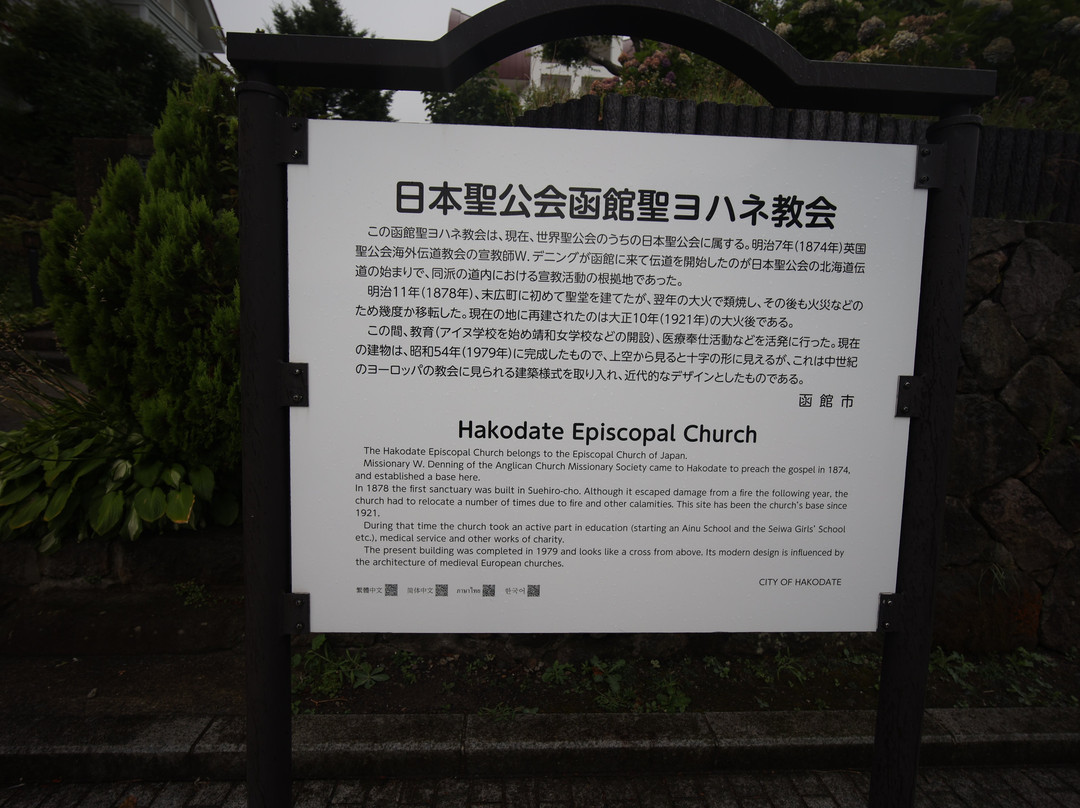 日本聖公会函館聖ヨハネ教会
この函館聖ヨハネ教会は、現在、世界聖公会のうちの日本聖公会に属する。明治7年(1874年)英国
聖公会海外伝道教会の宣教師W.デニングが函館に来て伝道を開始したのが日本聖公会の北海道伝
道の始まりで、同派の道内における宣教活動の根拠地であった。
明治11年(1878年)、末広町に初めて聖堂を建てたが、翌年の大火で類焼し、その後も火災などの
ため幾度か移転した。現在の地に再建されたのは大正10年(1921年)の大火後である。
この間、教育(アイヌ学校を始め靖和女学校などの開設)、医療奉仕活動などを活発に行った。現在
の建物は、昭和54年(1979年)に完成したもので、上空から見ると十字の形に見えるが、これは中世紀
のヨーロッパの教会に見られる建築様式を取り入れ、近代的なデザインとしたものである。
函館市
Hakodate Episcopal Church
The Hakodate Episcopal Church belongs to the Episcopal Church of Japan.
Missionary W. Denning of the Anglican Church Missionary Society came to Hakodate to preach the gospel in 1874,
and established a base here.
In 1878 the first sanctuary was built in Suehiro-cho. Although it escaped damage from a fire the following year, the
church had to relocate a number of times due to fire and other calamities. This site has been the church's base since
1921.
During that time the church took an active part in education (starting an Ainu School and the Seiwa Girls' School
etc.), medical service and other works of charity.
The present building was completed in 1979 and looks like a cross from above. Its modern design is influenced by
the architecture of medieval European churches.
CITY OF HAKODATE
繁體中文 简体中文 ภาษาไทย 한국어